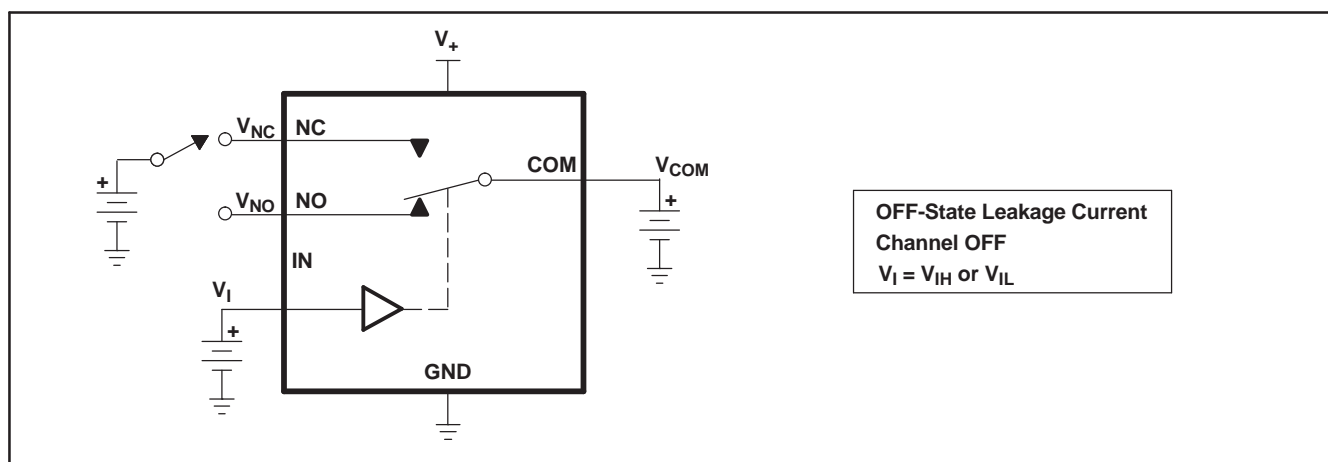 V+
VNC NC
+
COM VCOM
VNO NO
+
IN
VI
+
GND
OFF-State Leakage Current
Channel OFF
VI = VIH or VIL